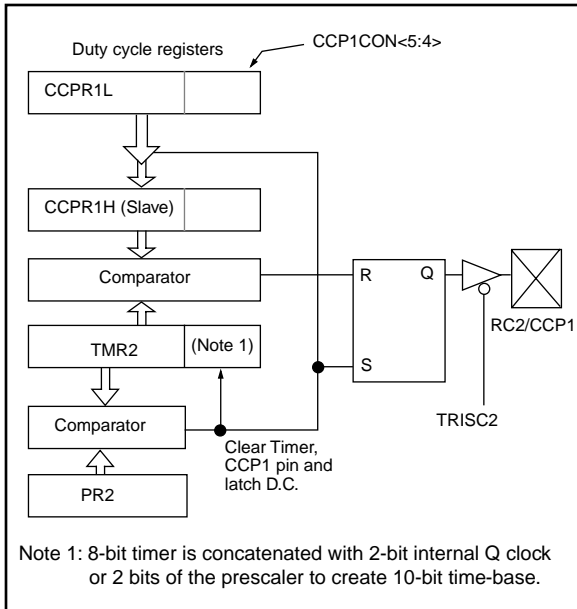 Duty cycle registers
CCP1CON<5:4>
CCPR1L
CCPR1H (Slave)
Comparator
R
Q
RC2/CCP1
TMR2
(Note 1)
S
TRISC2
Comparator
Clear Timer,
CCP1 pin and
latch D.C.
PR2
Note 1: 8-bit timer is concatenated with 2-bit internal Q clock
or 2 bits of the prescaler to create 10-bit time-base.